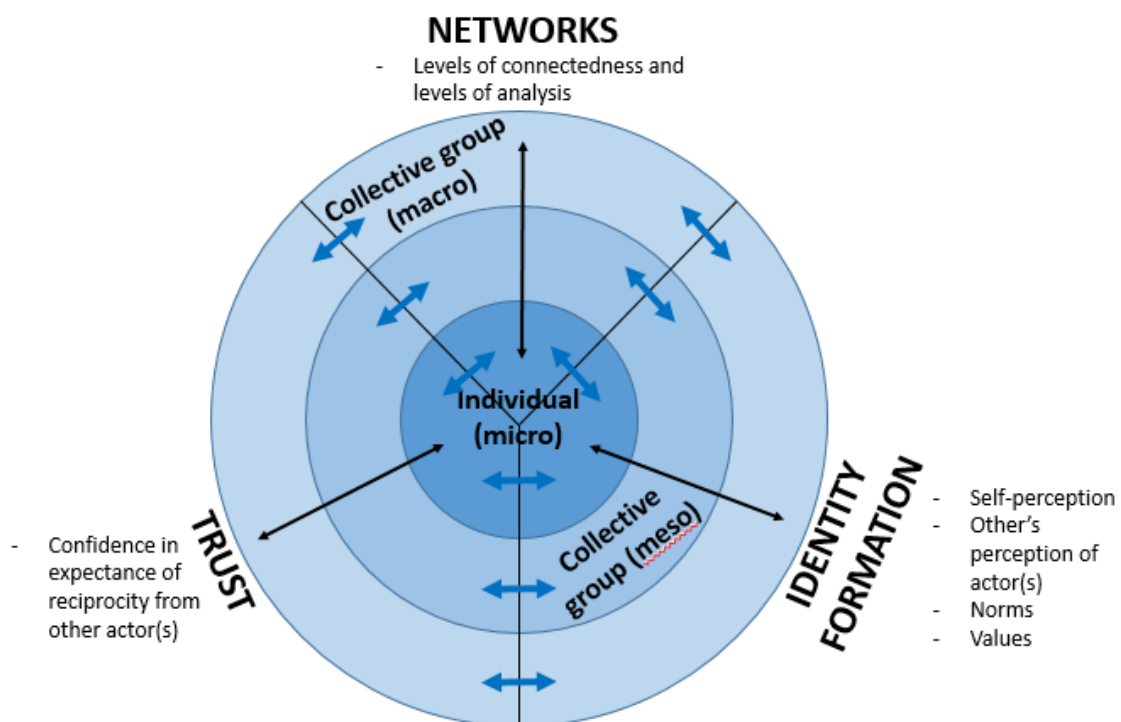 NETWORKS
- Levels of connectedness and
levels of analysis
Collective group
(macro)
Individual
(micro)
Collective
group (meso)
TRUST
- Confidence in
expectance of
reciprocity from
other actor(s)
IDENTITY
FORMATION
- Self-perception
- Other's
perception of
actor(s)
- Norms
- Values